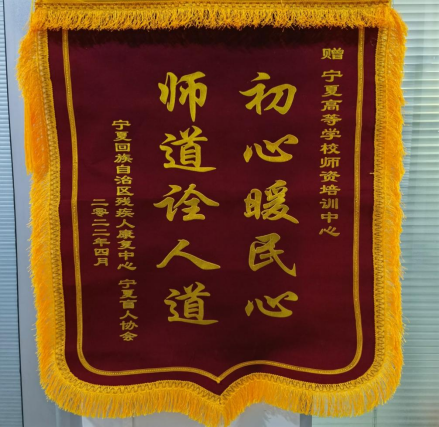 赠 宁夏高等学校师资培训中心
初心暖民心
师道诠人道
宁夏回族自治区残疾人康复中心 宁夏盲人协会
二零二二年四月